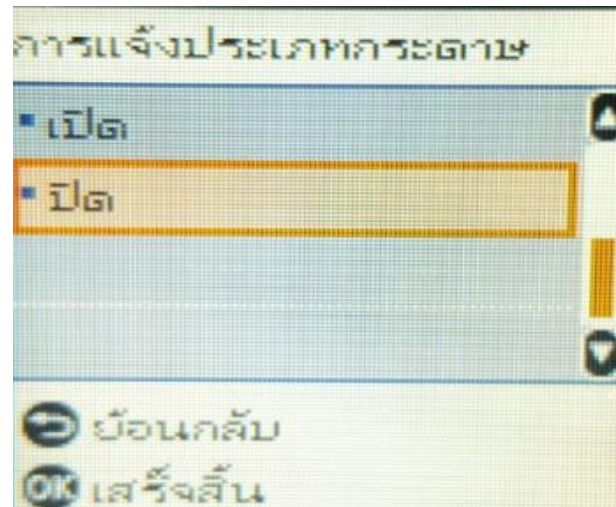 การแจ้งประเภทกระดาษ
เปิด
ปิด
ย้อนกลับ
OK เสร็จสิ้น